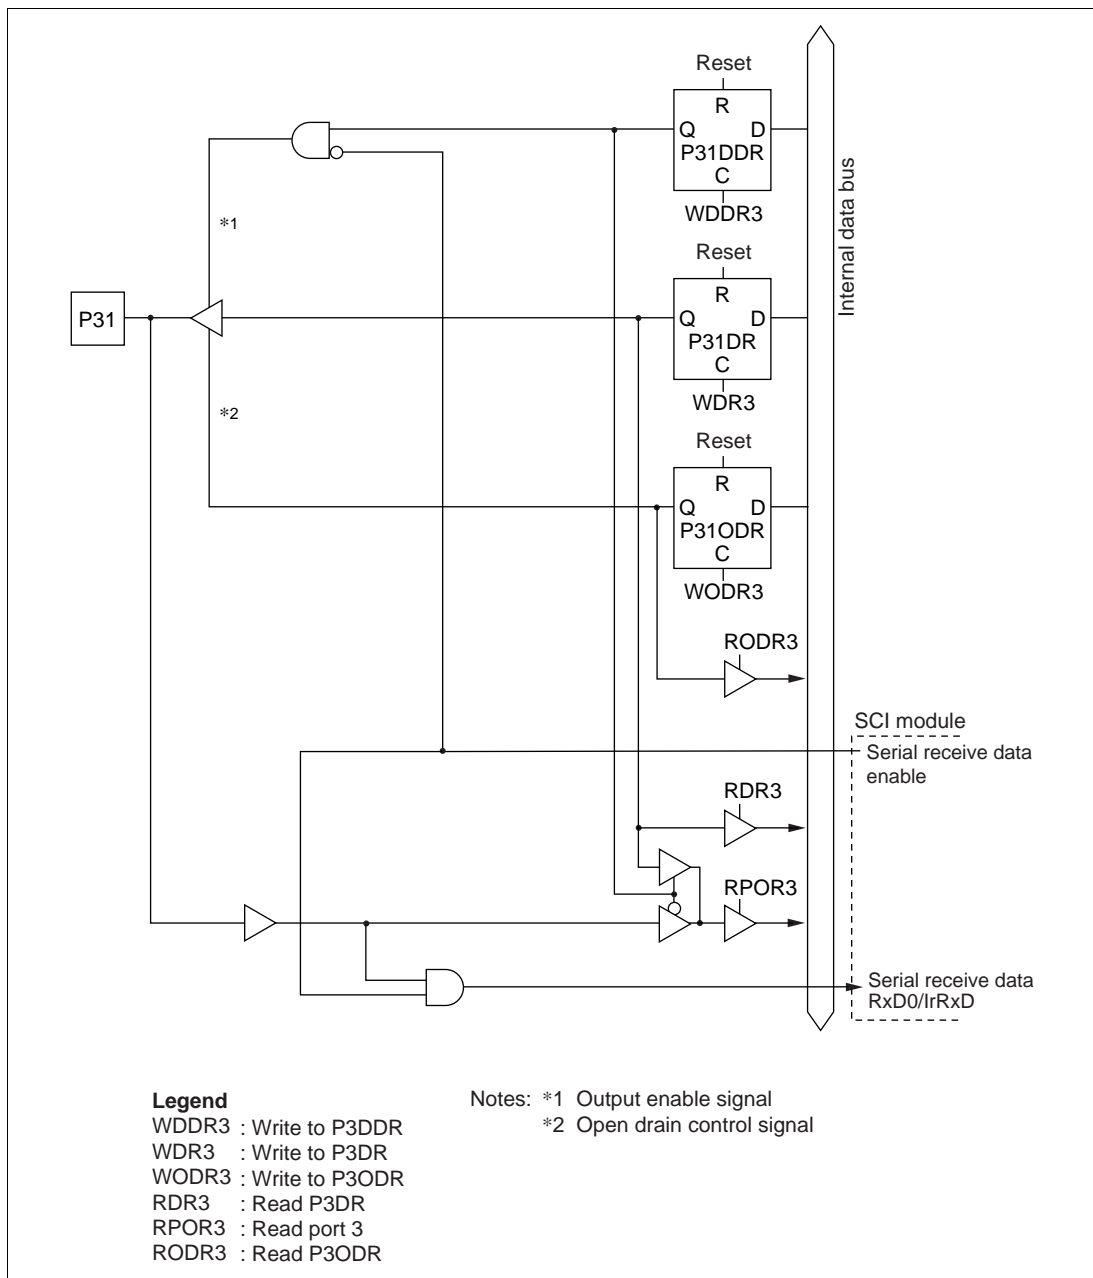 Reset
R
Q D
P31DDR
C
WDDR3
Internal data bus
*1
Reset
R
P31
Q D
P31DR
C
WDR3
*2
Reset
R
Q D
P31ODR
C
WODR3
RODR3
SCI module
Serial receive data
enable
RDR3
RPOR3
Serial receive data
RxD0/IrRxD
Legend
WDDR3 : Write to P3DDR
WDR3 : Write to P3DR
WODR3 : Write to P3ODR
RDR3 : Read P3DR
RPOR3 : Read port 3
RODR3 : Read P3ODR
Notes: *1 Output enable signal
*2 Open drain control signal